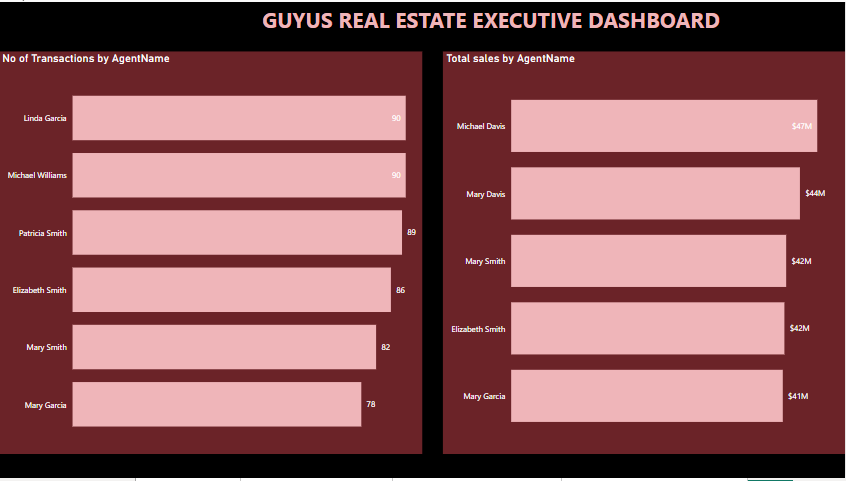 GUYUS REAL ESTATE EXECUTIVE DASHBOARD
No of Transactions by AgentName
Linda Garcia 90
Michael Williams 90
Patricia Smith 89
Elizabeth Smith 86
Mary Smith 82
Mary Garcia 78
Total sales by AgentName
Michael Davis $47M
Mary Davis $44M
Mary Smith $42M
Elizabeth Smith $42M
Mary Garcia $41M